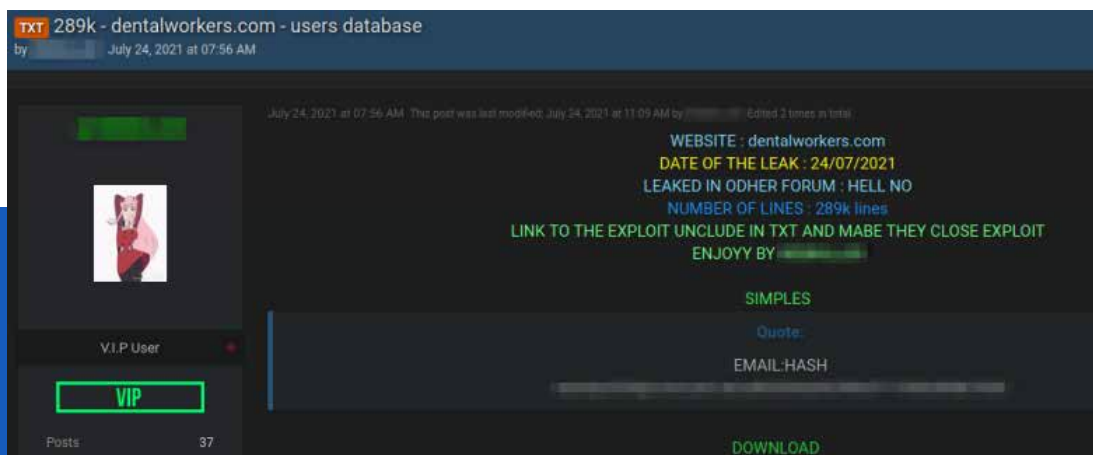 TXT 289k - dentalworkers.com - users database
by July 24, 2021 at 07:56 AM
July 24, 2021 at 07:56 AM This post was last modified: July 24, 2021 at 11:09 AM by Edited 2 times in total
WEBSITE : dentalworkers.com
DATE OF THE LEAK : 24/07/2021
LEAKED IN ODHER FORUM : HELL NO
NUMBER OF LINES : 289k lines
LINK TO THE EXPLOIT UNCLUDE IN TXT AND MABE THEY CLOSE EXPLOIT
ENJOYY BY
SIMPLES
Quote:
V.I.P User
EMAIL:HASH
VIP
Posts 37
DOWNLOAD